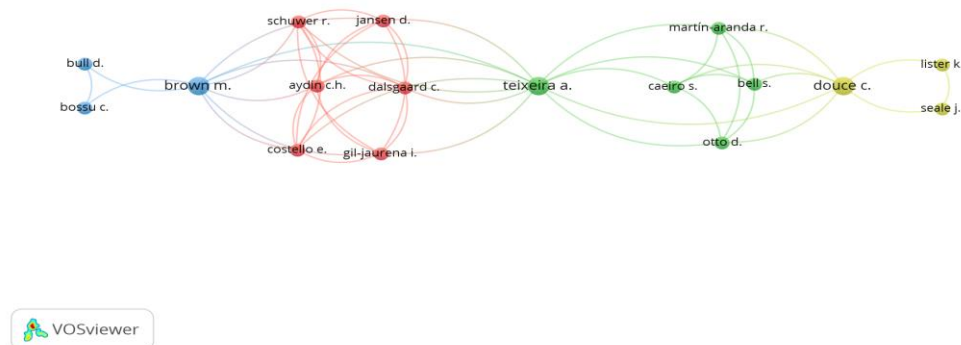 schuwer r.
jansen d.
martín-aranda r.
bull d.
lister k
brown m.
aydin c.h.
dalsgaard c.
teixeira a.
caeiro s.
bell s.
douce c.
bossu c.
seale j.
costello e.
gil-jaurena i.
otto d.
VOSviewer